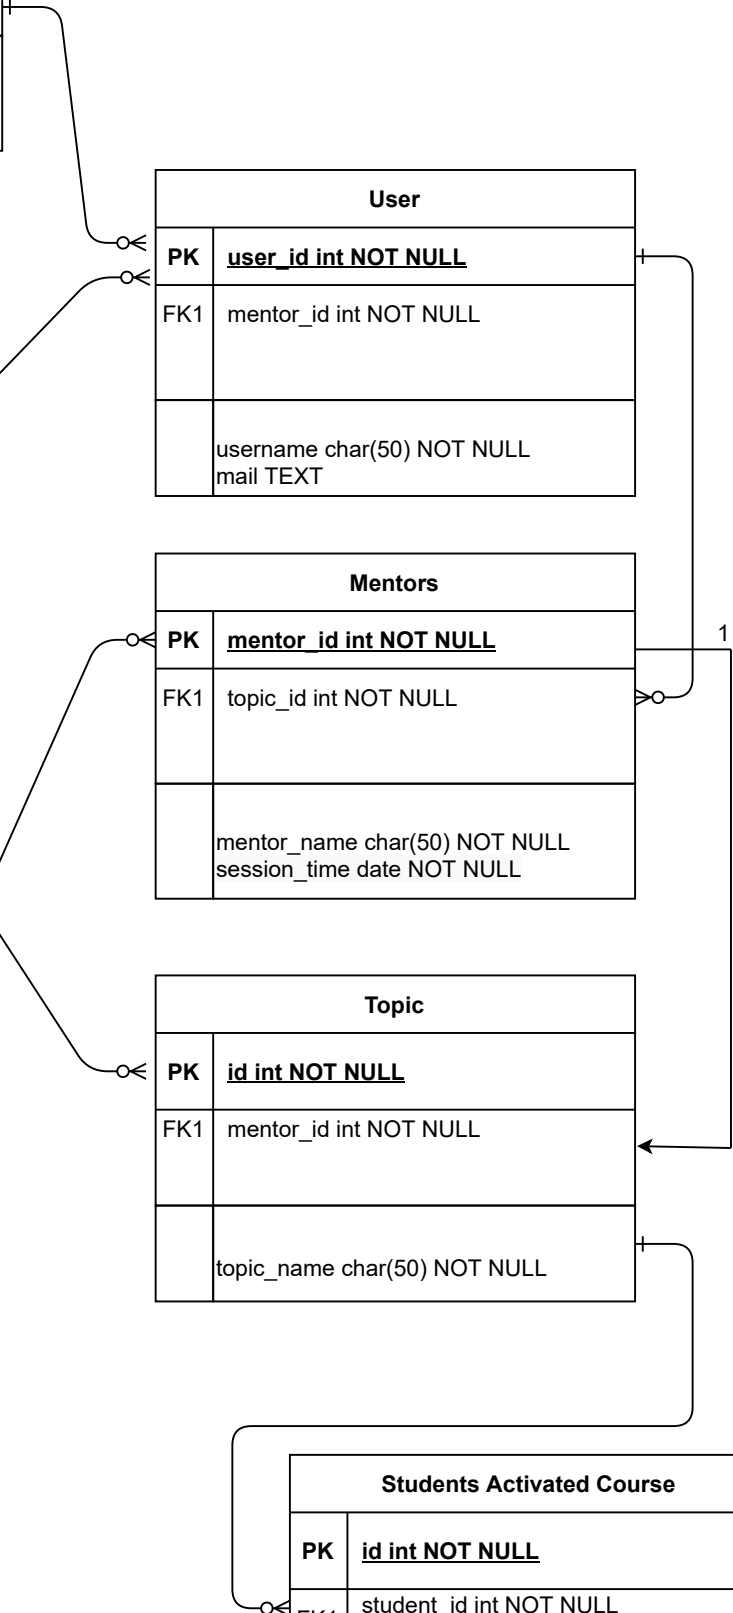 User
PK user_id int NOT NULL
FK1 mentor_id int NOT NULL
username char(50) NOT NULL
mail TEXT
Mentors
PK mentor_id int NOT NULL
1
FK1 topic_id int NOT NULL
mentor_name char(50) NOT NULL
session_time date NOT NULL
Topic
PK id int NOT NULL
FK1 mentor_id int NOT NULL
topic_name char(50) NOT NULL
Students Activated Course
PK id int NOT NULL
FK1 student_id int NOT NULL